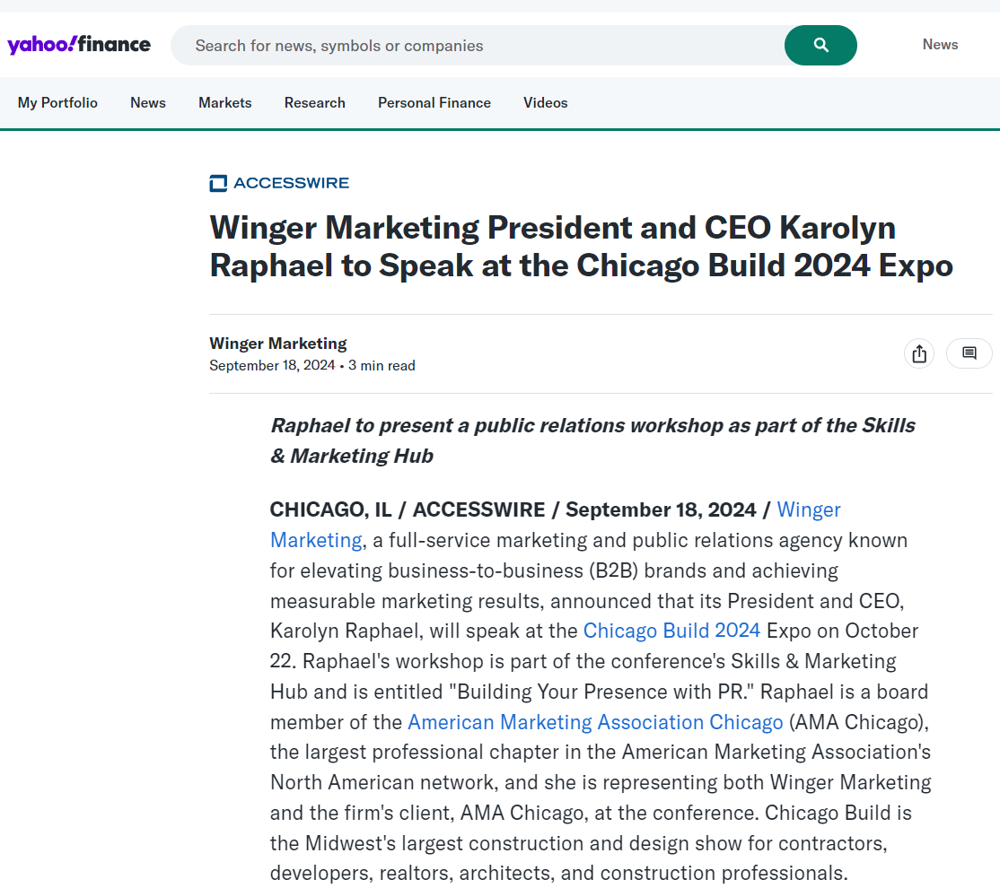 yahoo!finance
Search for news, symbols or companies
News
My Portfolio News Markets Research Personal Finance Videos
ACCESSWIRE
Winger Marketing President and CEO Karolyn
Raphael to Speak at the Chicago Build 2024 Expo
Winger Marketing
September 18, 2024 • 3 min read
Raphael to present a public relations workshop as part of the Skills
& Marketing Hub
CHICAGO, IL / ACCESSWIRE / September 18, 2024 / Winger
Marketing, a full-service marketing and public relations agency known
for elevating business-to-business (B2B) brands and achieving
measurable marketing results, announced that its President and CEO,
Karolyn Raphael, will speak at the Chicago Build 2024 Expo on October
22. Raphael's workshop is part of the conference's Skills & Marketing
Hub and is entitled "Building Your Presence with PR." Raphael is a board
member of the American Marketing Association Chicago (AMA Chicago),
the largest professional chapter in the American Marketing Association's
North American network, and she is representing both Winger Marketing
and the firm's client, AMA Chicago, at the conference. Chicago Build is
the Midwest's largest construction and design show for contractors,
developers, realtors, architects, and construction professionals.